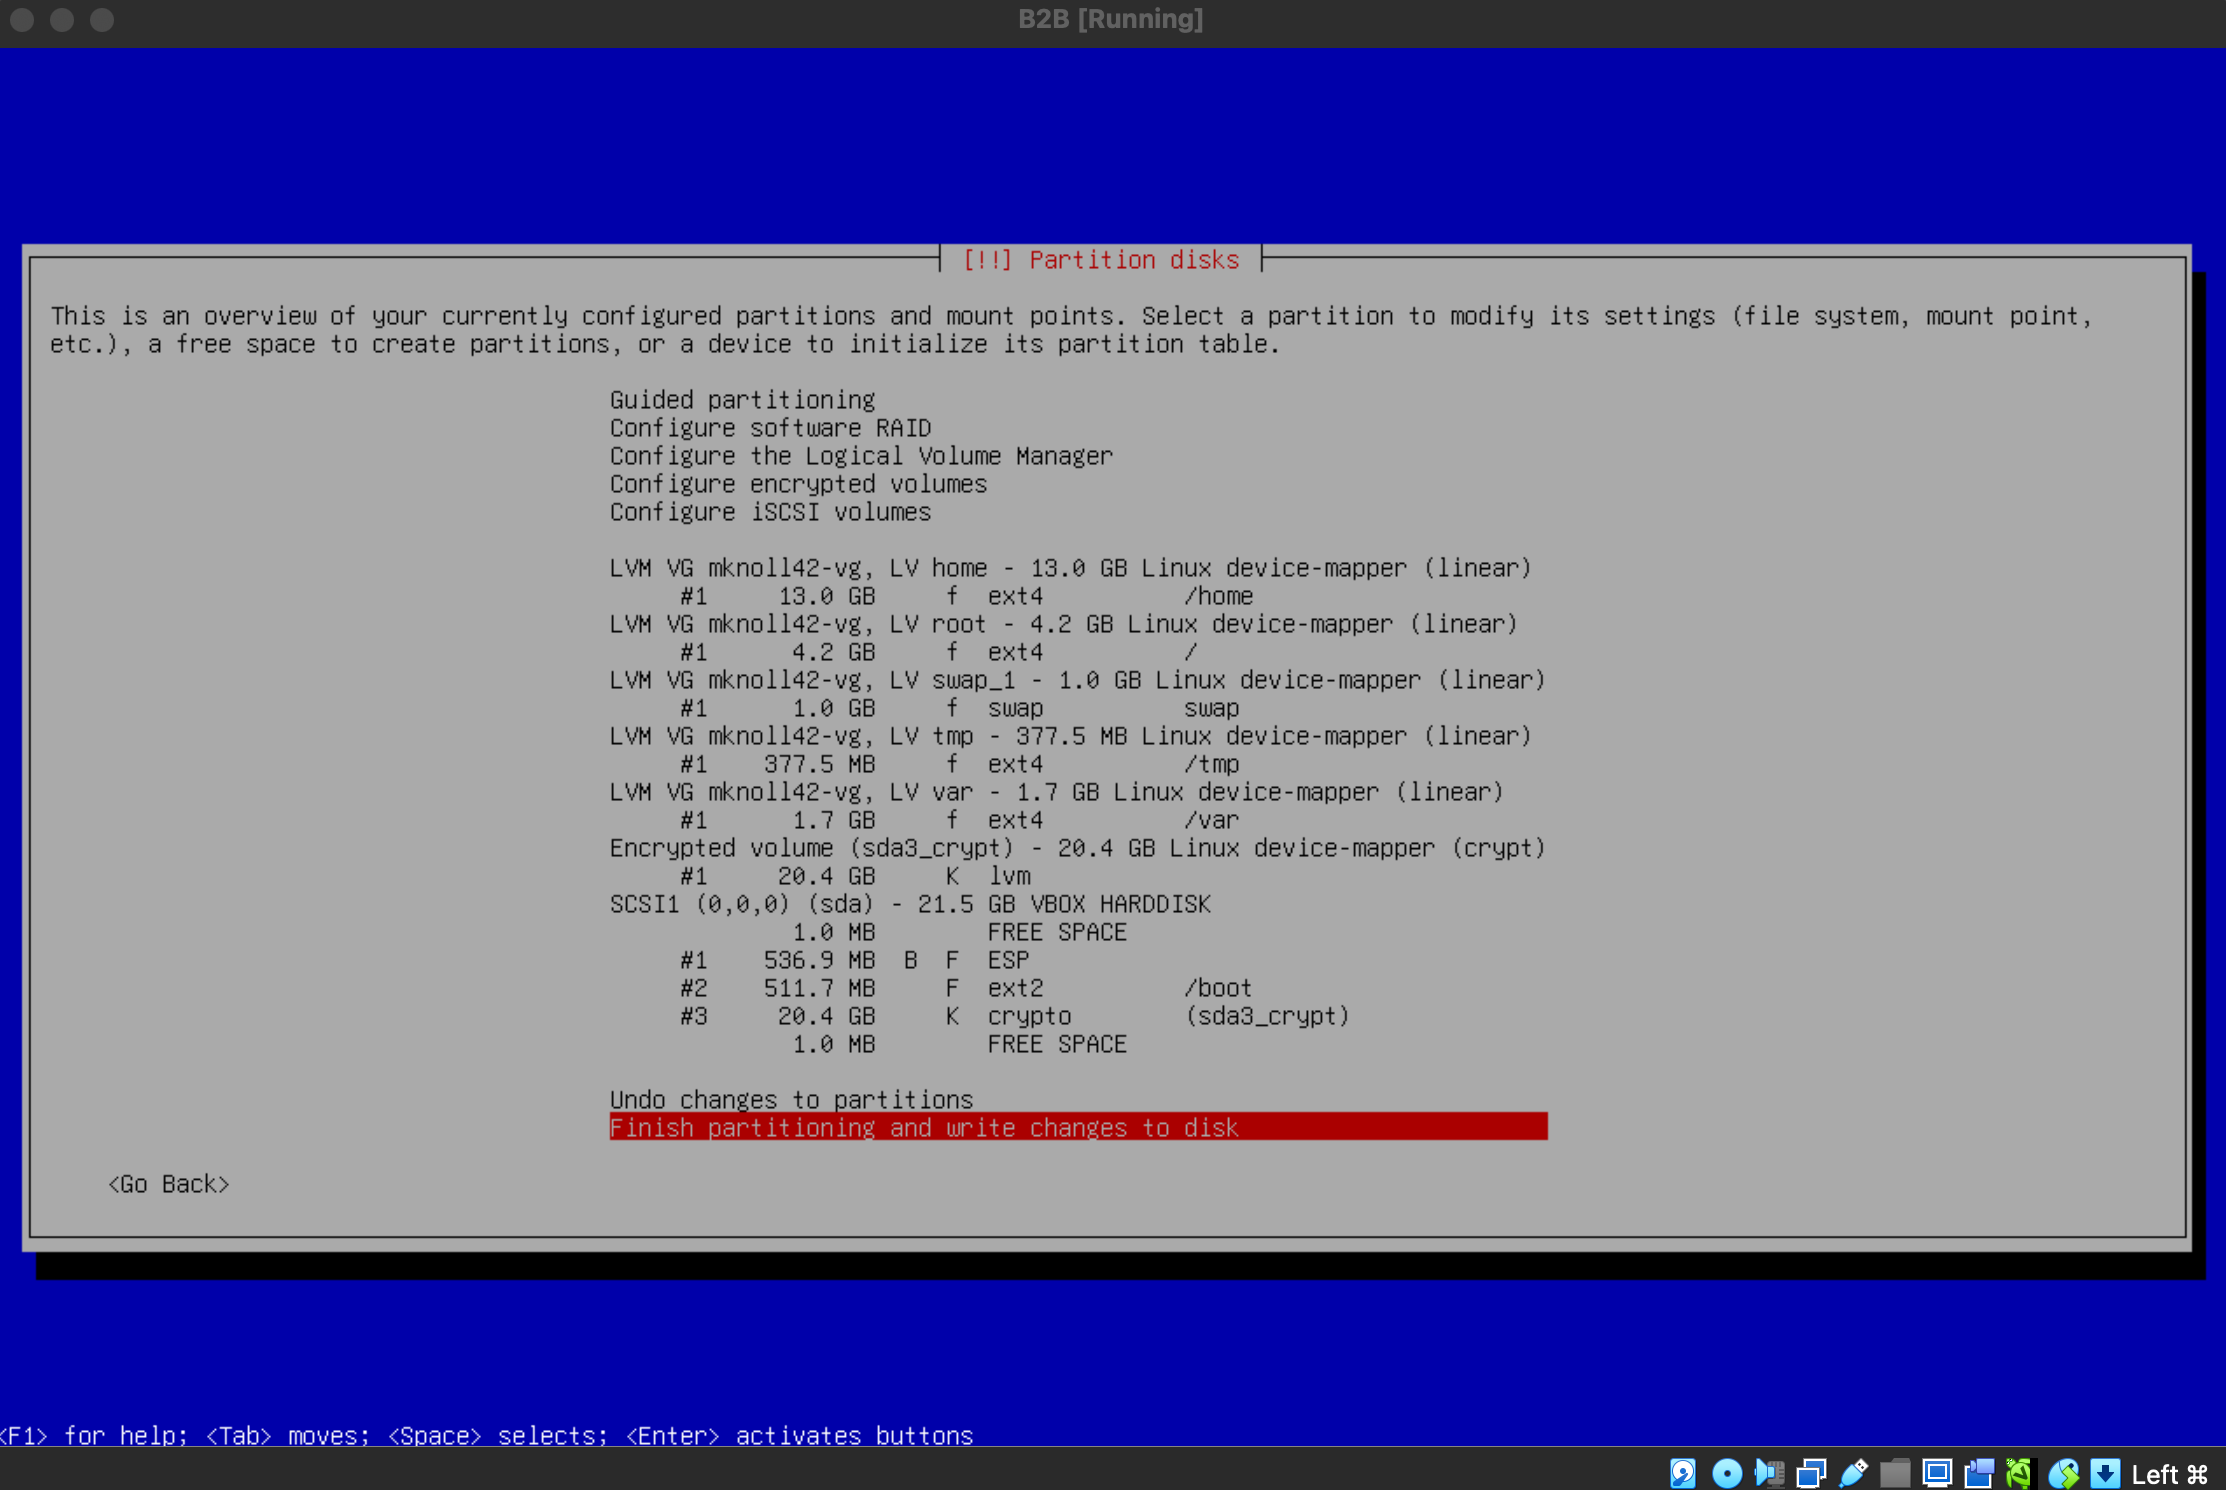 B2B [Running]
[!!] Partition disks
This is an overview of your currently configured partitions and mount points. Select a partition to modify its settings (file system, mount point,
etc.), a free space to create partitions, or a device to initialize its partition table.
Guided partitioning
Configure software RAID
Configure the Logical Volume Manager
Configure encrypted volumes
Configure iSCSI volumes
LVM VG mknoll42-vg, LV home - 13.0 GB Linux device-mapper (linear)
#1 13.0 GB f ext4 /home
LVM VG mknoll42-vg, LV root - 4.2 GB Linux device-mapper (linear)
#1 4.2 GB f ext4 /
LVM VG mknoll42-vg, LV swap_1 - 1.0 GB Linux device-mapper (linear)
#1 1.0 GB f swap swap
LVM VG mknoll42-vg, LV tmp - 377.5 MB Linux device-mapper (linear)
#1 377.5 MB f ext4 /tmp
LVM VG mknoll42-vg, LV var - 1.7 GB Linux device-mapper (linear)
#1 1.7 GB f ext4 /var
Encrypted volume (sda3_crypt) - 20.4 GB Linux device-mapper (crypt)
#1 20.4 GB K lvm
SCSI1 (0,0,0) (sda) - 21.5 GB VBOX HARDDISK
1.0 MB FREE SPACE
#1 536.9 MB B F ESP
#2 511.7 MB F ext2 /boot
#3 20.4 GB K crypto (sda3_crypt)
1.0 MB FREE SPACE
Undo changes to partitions
Finish partitioning and write changes to disk
<Go Back>
<F1> for help; <Tab> moves; <Space> selects; <Enter> activates buttons
Left ⌘